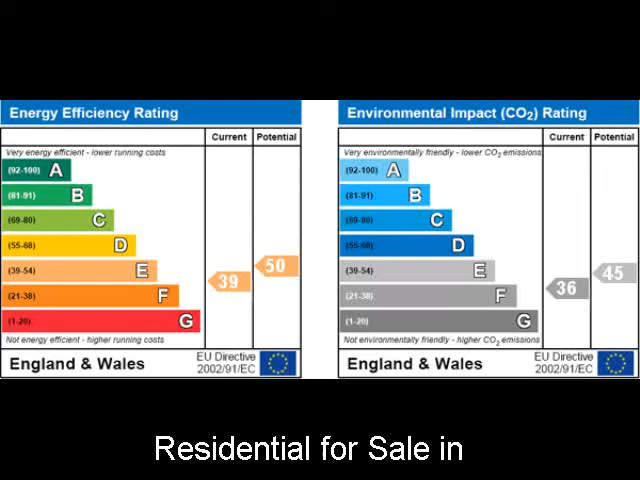 Energy Efficiency Rating
Current Potential
Very energy efficient - lower running costs
(92-100) A
(81-91) B
(69-80) C
(55-68) D
(39-54) E
(21-38) F
(1-20) G
39
50
Not energy efficient - higher running costs
England & Wales
EU Directive
2002/91/EC
Environmental Impact (CO2) Rating
Current Potential
Very environmentally friendly - lower CO2 emissions
(92-100) A
(81-91) B
(69-80) C
(55-68) D
(39-54) E
(21-38) F
(1-20) G
36
45
Not environmentally friendly - higher CO2 emissions
England & Wales
EU Directive
2002/91/EC
Residential for Sale in